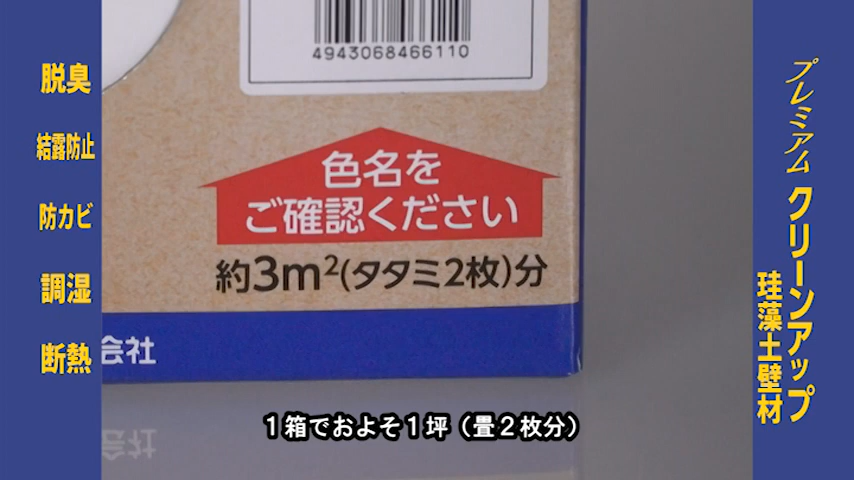 脱臭
結露防止
防カビ
調湿
断熱
4943068466110
色名を
ご確認ください
約3m²(タタミ2枚)分
会社
1箱でおよそ1坪(畳2枚分)
プレミアム クリーンアップ
珪藻土壁材